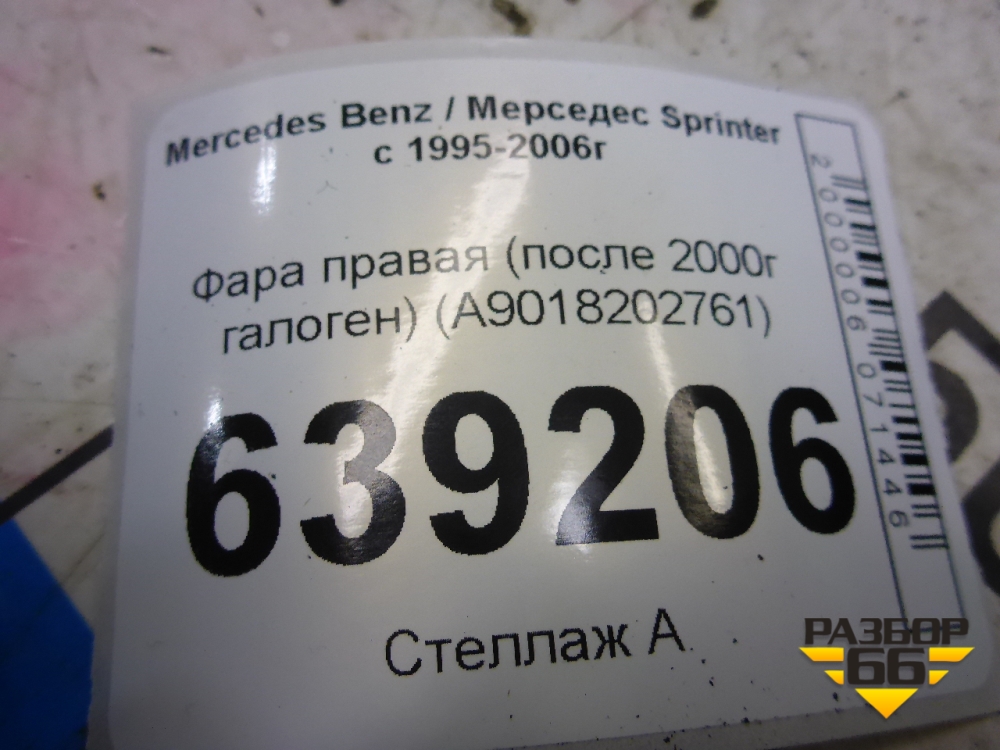 Mercedes Benz / Мерседес Sprinter
с 1995-2006г
Фара правая (после 2000г
галоген) (A9018202761)
639206
Стеллаж А
2000006071446
РАЗБОР
66